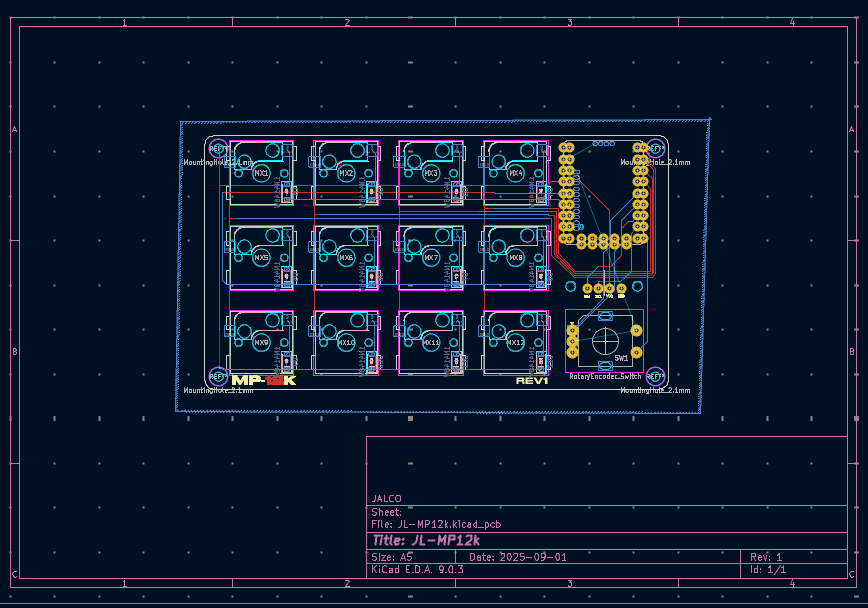 1 2 3 4
A A
REF** REF**
MountingHole_2.1mm MountingHole_2.1mm
MX1 MX2 MX3 MX4
MX5 MX6 MX7 MX8
MX9 MX10 MX11 MX12
B B
SW1
RotaryEncoder_Switch
REF** REF**
MP-12K REV1
MountingHole_2.1mm MountingHole_2.1mm
JALCO
Sheet:
File: JL-MP12k.kicad_pcb
Title: JL-MP12k
Size: A5 Date: 2025-09-01 Rev: 1
KiCad E.D.A. 9.0.3 Id: 1/1
C C
1 2 3 4